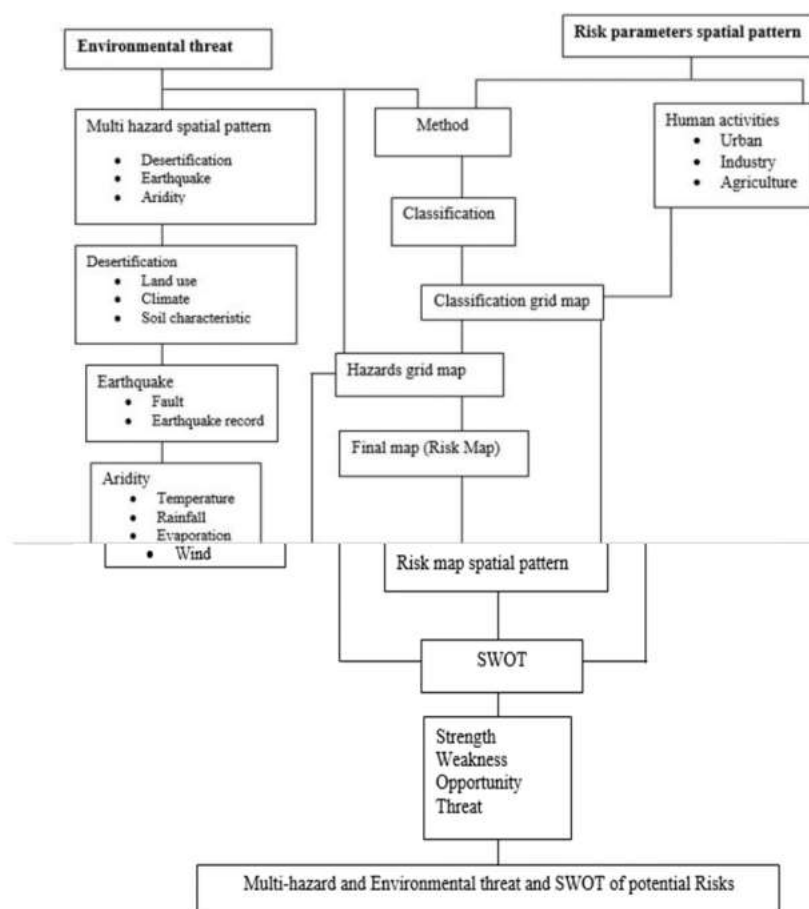 Environmental threat
Risk parameters spatial pattern
Multi hazard spatial pattern
• Desertification
• Earthquake
• Aridity
Method
Human activities
• Urban
• Industry
• Agriculture
Classification
Desertification
• Land use
• Climate
• Soil characteristic
Classification grid map
Hazards grid map
Earthquake
• Fault
• Earthquake record
Final map (Risk Map)
Aridity
• Temperature
• Rainfall
• Evaporation
• Wind
Risk map spatial pattern
SWOT
Strength
Weakness
Opportunity
Threat
Multi-hazard and Environmental threat and SWOT of potential Risks